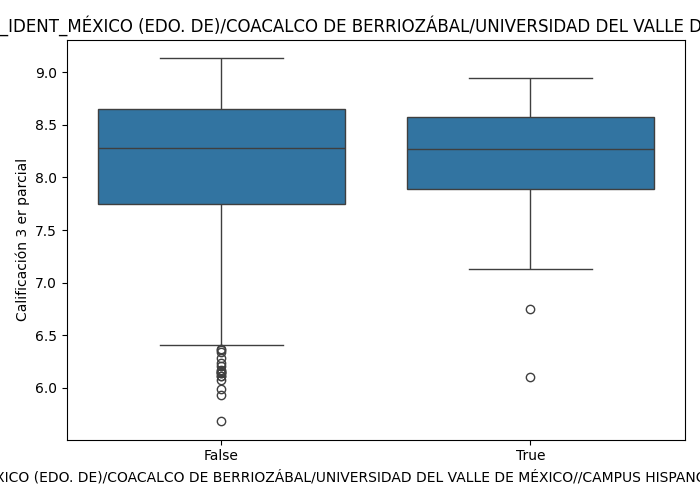 _IDENT_MÉXICO (EDO. DE)/COACALCO DE BERRIOZÁBAL/UNIVERSIDAD DEL VALLE D
9.0
8.5
8.0
7.5
7.0
6.5
6.0
Calificación 3 er parcial
False True
XICO (EDO. DE)/COACALCO DE BERRIOZÁBAL/UNIVERSIDAD DEL VALLE DE MÉXICO//CAMPUS HISPANO